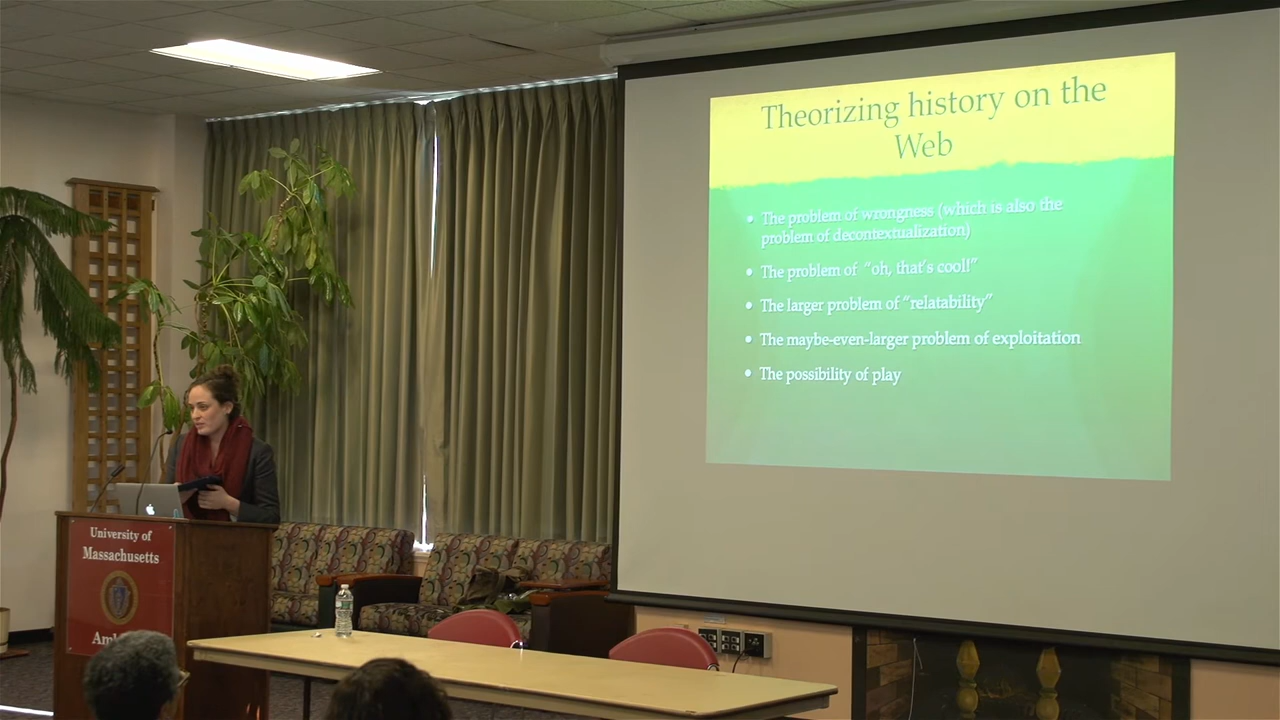 Theorizing history on the
Web
• The problem of wrongness (which is also the
problem of decontextualization)
• The problem of "oh, that's cool!"
• The larger problem of "relatability"
• The maybe-even-larger problem of exploitation
• The possibility of play
University of
Massachusetts